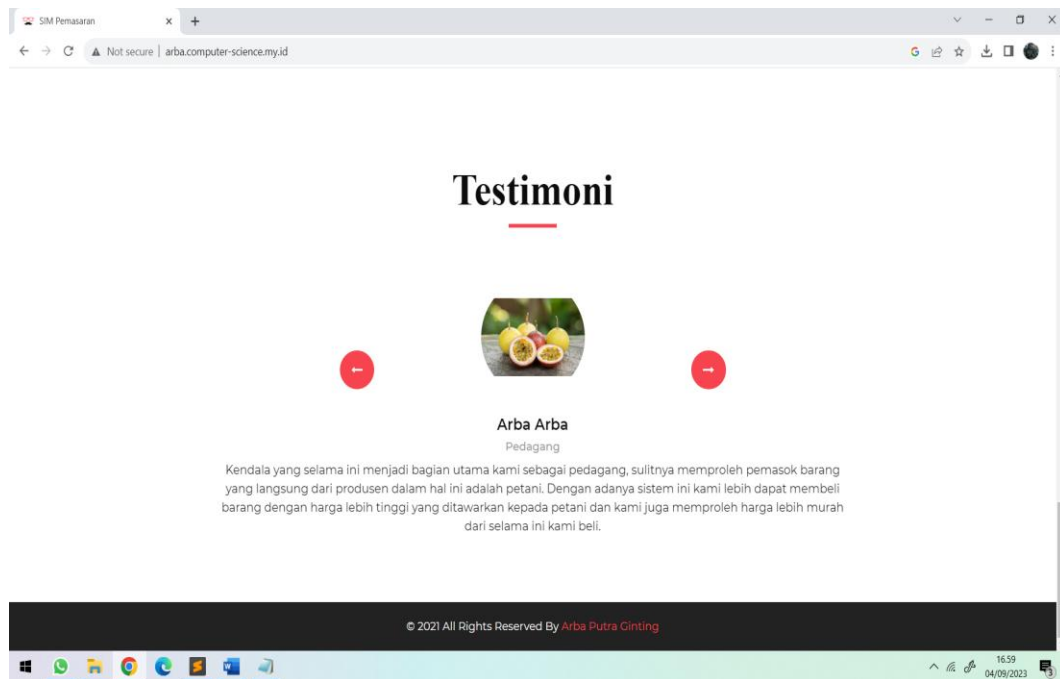 SIM Pemasaran
Not secure | arba.computer-science.my.id
Testimoni
Arba Arba
Pedagang
Kendala yang selama ini menjadi bagian utama kami sebagai pedagang, sulitnya memproleh pemasok barang
yang langsung dari produsen dalam hal ini adalah petani. Dengan adanya sistem ini kami lebih dapat membeli
barang dengan harga lebih tinggi yang ditawarkan kepada petani dan kami juga memproleh harga lebih murah
dari selama ini kami beli.
© 2021 All Rights Reserved By Arba Putra Ginting
16.59
04/09/2023